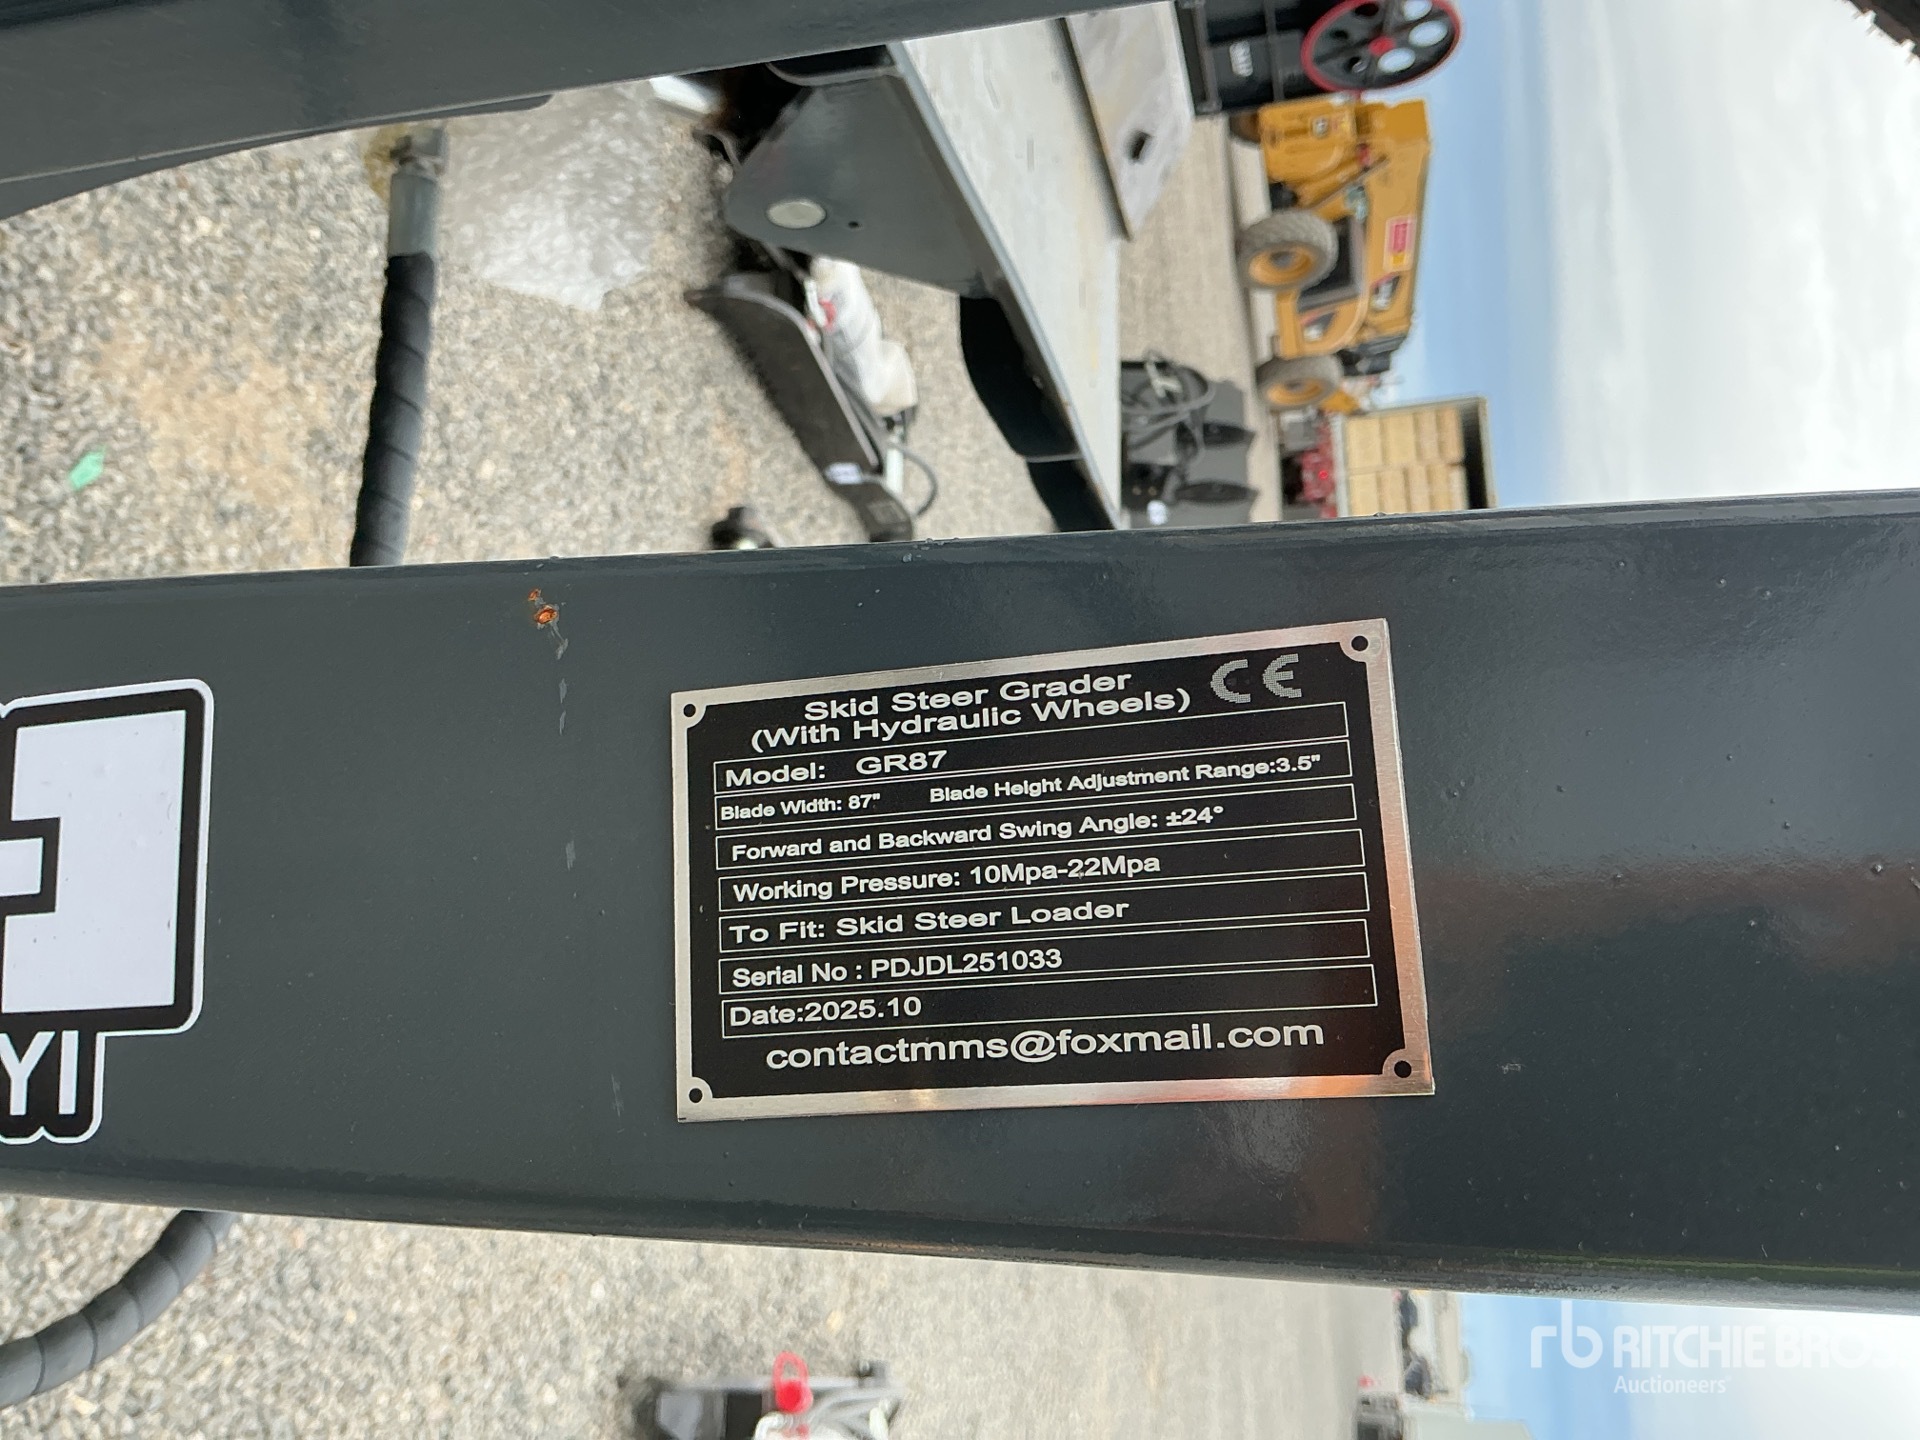 Skid Steer Grader
(With Hydraulic Wheels) CE
Model: GR87
Blade Width: 87" Blade Height Adjustment Range:3.5"
Forward and Backward Swing Angle: ±24°
Working Pressure: 10Mpa-22Mpa
To Fit: Skid Steer Loader
Serial No : PDJDL251033
Date:2025.10
contactmms@foxmail.com
YI
rb RITCHIE BROS
Auctioneers